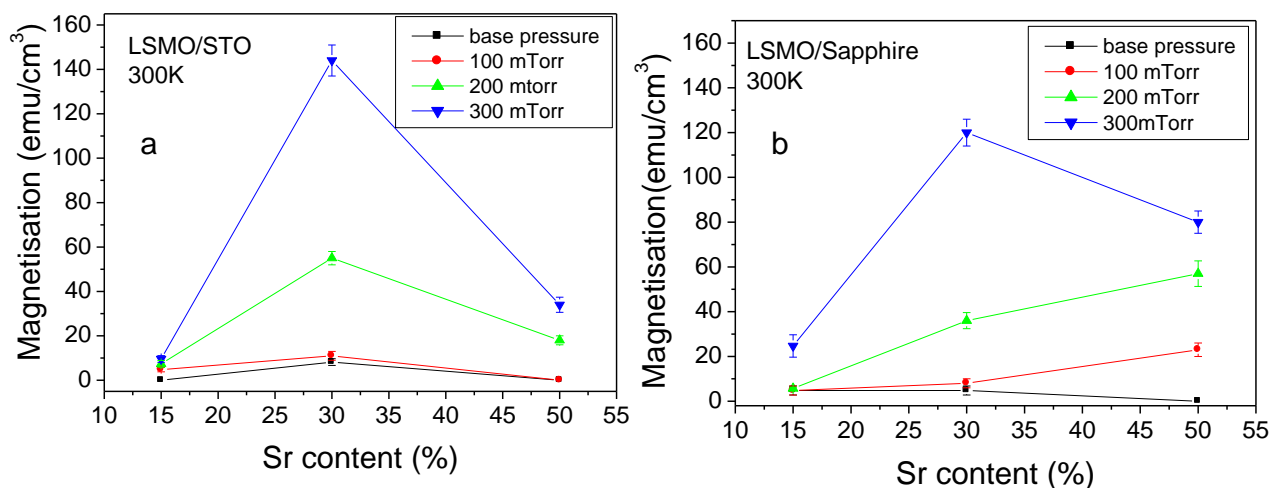 LSMO/STO
300K
base pressure
100 mTorr
200 mtorr
300 mTorr
a
Magnetisation (emu/cm³)
160
140
120
100
80
60
40
20
0
10 15 20 25 30 35 40 45 50 55
Sr content (%)
LSMO/Sapphire
300K
base pressure
100 mTorr
200 mTorr
300mTorr
b
Magnetisation(emu/cm³)
160
140
120
100
80
60
40
20
0
10 15 20 25 30 35 40 45 50 55
Sr content (%)